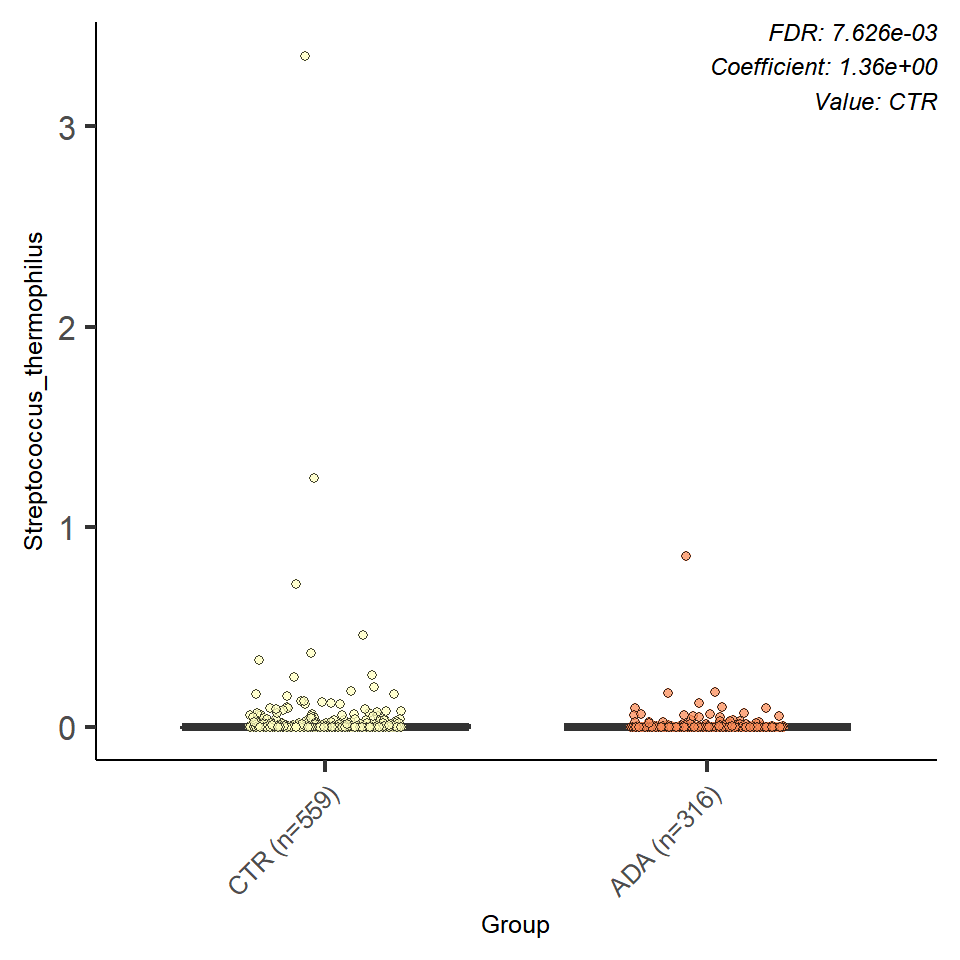 FDR: 7.626e-03
Coefficient: 1.36e+00
Value: CTR
Streptococcus_thermophilus
3
2
1
0
CTR (n=559)
ADA (n=316)
Group